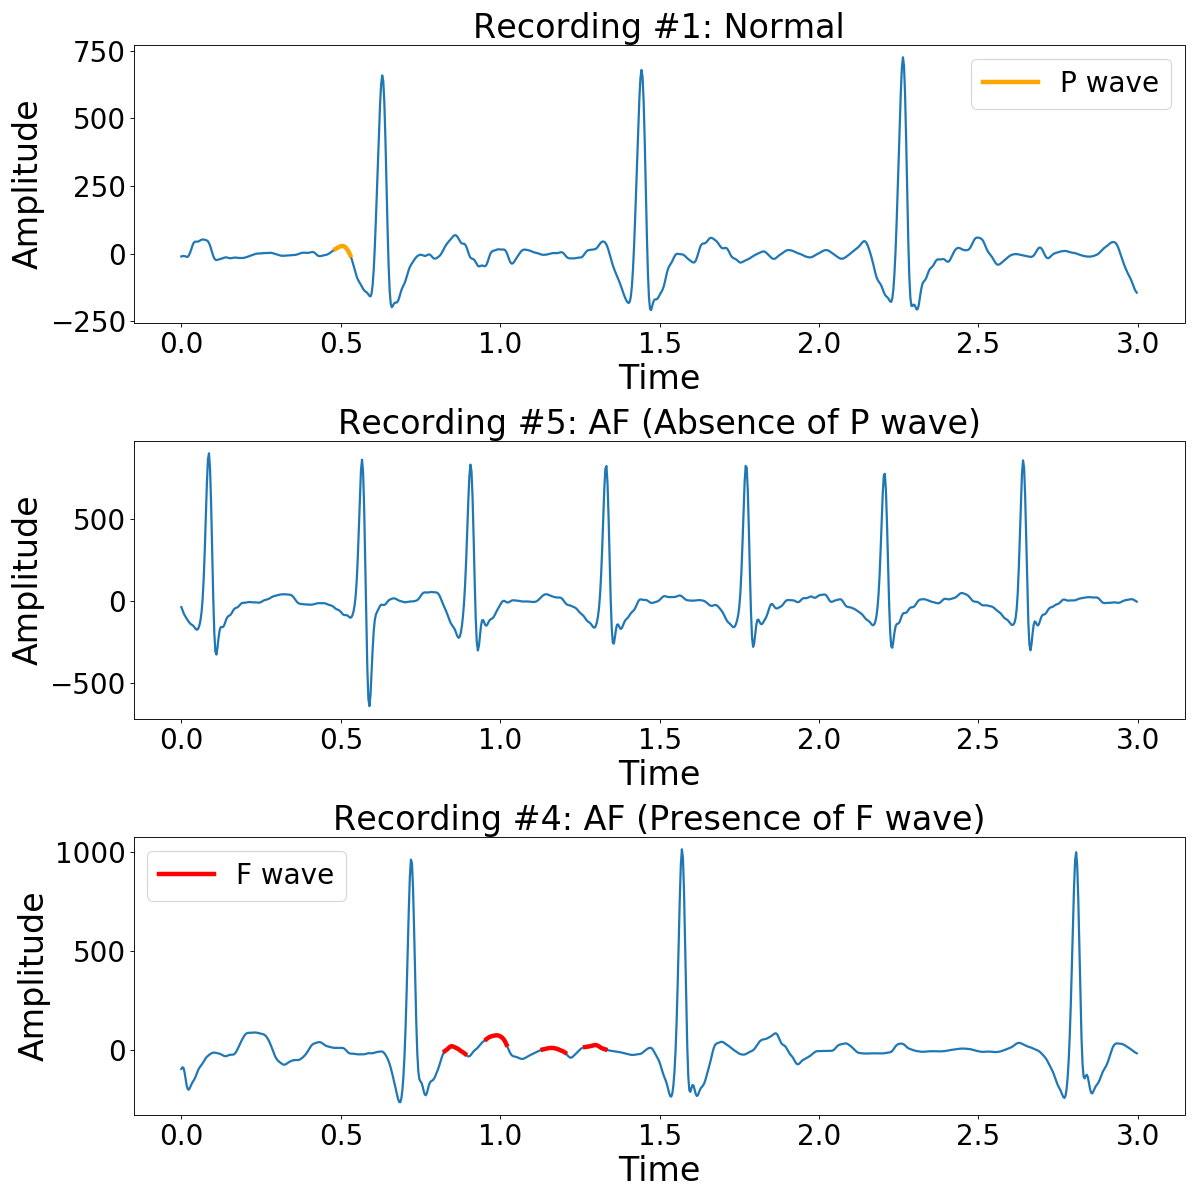 Recording #1: Normal
Amplitude
750
500
250
0
−250
P wave
0.0 0.5 1.0 1.5 2.0 2.5 3.0
Time
Recording #5: AF (Absence of P wave)
Amplitude
500
0
−500
0.0 0.5 1.0 1.5 2.0 2.5 3.0
Time
Recording #4: AF (Presence of F wave)
Amplitude
1000
500
0
F wave
0.0 0.5 1.0 1.5 2.0 2.5 3.0
Time